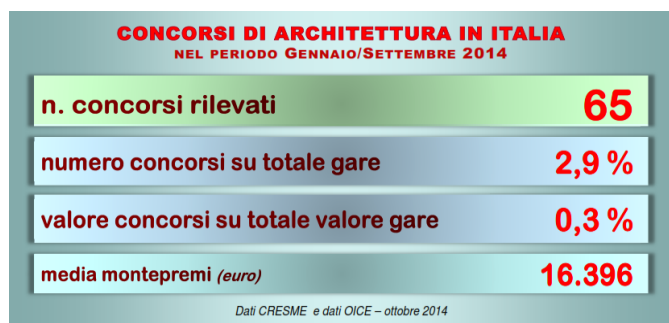 CONCORSI DI ARCHITETTURA IN ITALIA
NEL PERIODO GENNAIO/SETTEMBRE 2014
n. concorsi rilevati 65
numero concorsi su totale gare 2,9 %
valore concorsi su totale valore gare 0,3 %
media montepremi (euro) 16.396
Dati CRESME e dati OICE – ottobre 2014